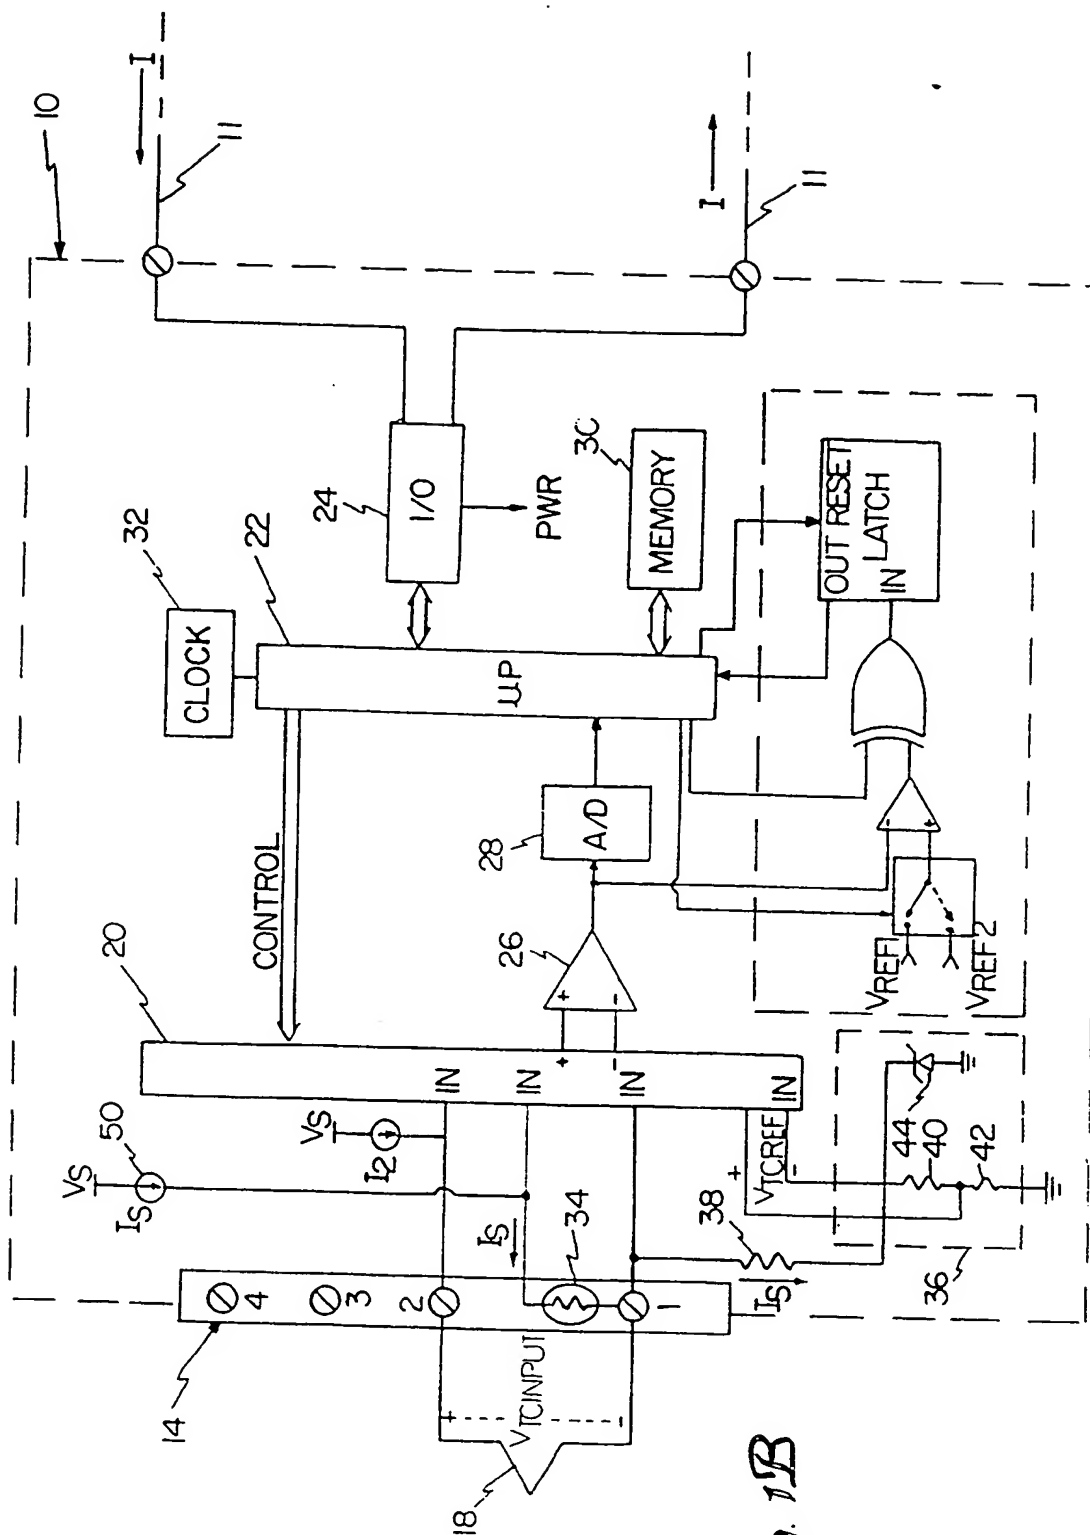 10
I
11
I
11
32
CLOCK
22
24
I/O
PWR
3C
MEMORY
µP
OUT RESET
LATCH
IN
CONTROL
28
A/D
20
26
+
-
+
-
-
+
VREF1
VREF2
IN
IN
IN
IN
50
VS
IS
VS
I2
IS
34
+
VTCREF
-
44
40
42
38
IS
36
14
4
3
2
1
+
VTCINPUT
-
18
1B